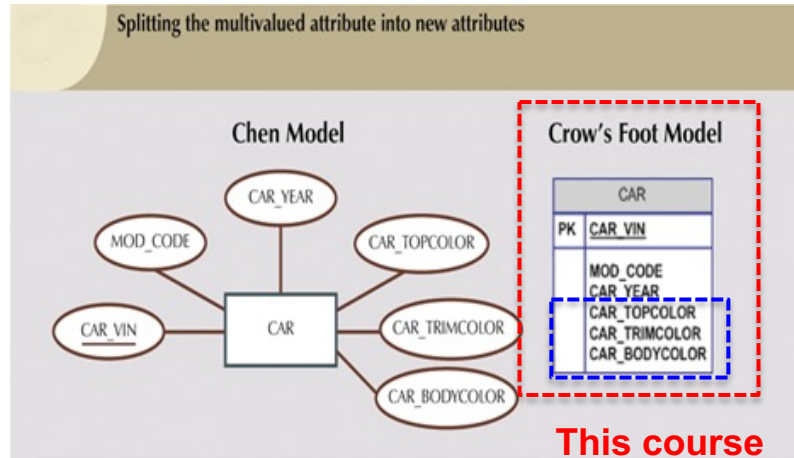 Splitting the multivalued attribute into new attributes
Chen Model
CAR_YEAR
MOD_CODE
CAR_TOPCOLOR
CAR_VIN
CAR
CAR_TRIMCOLOR
CAR_BODYCOLOR
Crow's Foot Model
CAR
PK CAR_VIN
MOD_CODE
CAR_YEAR
CAR_TOPCOLOR
CAR_TRIMCOLOR
CAR_BODYCOLOR
This course